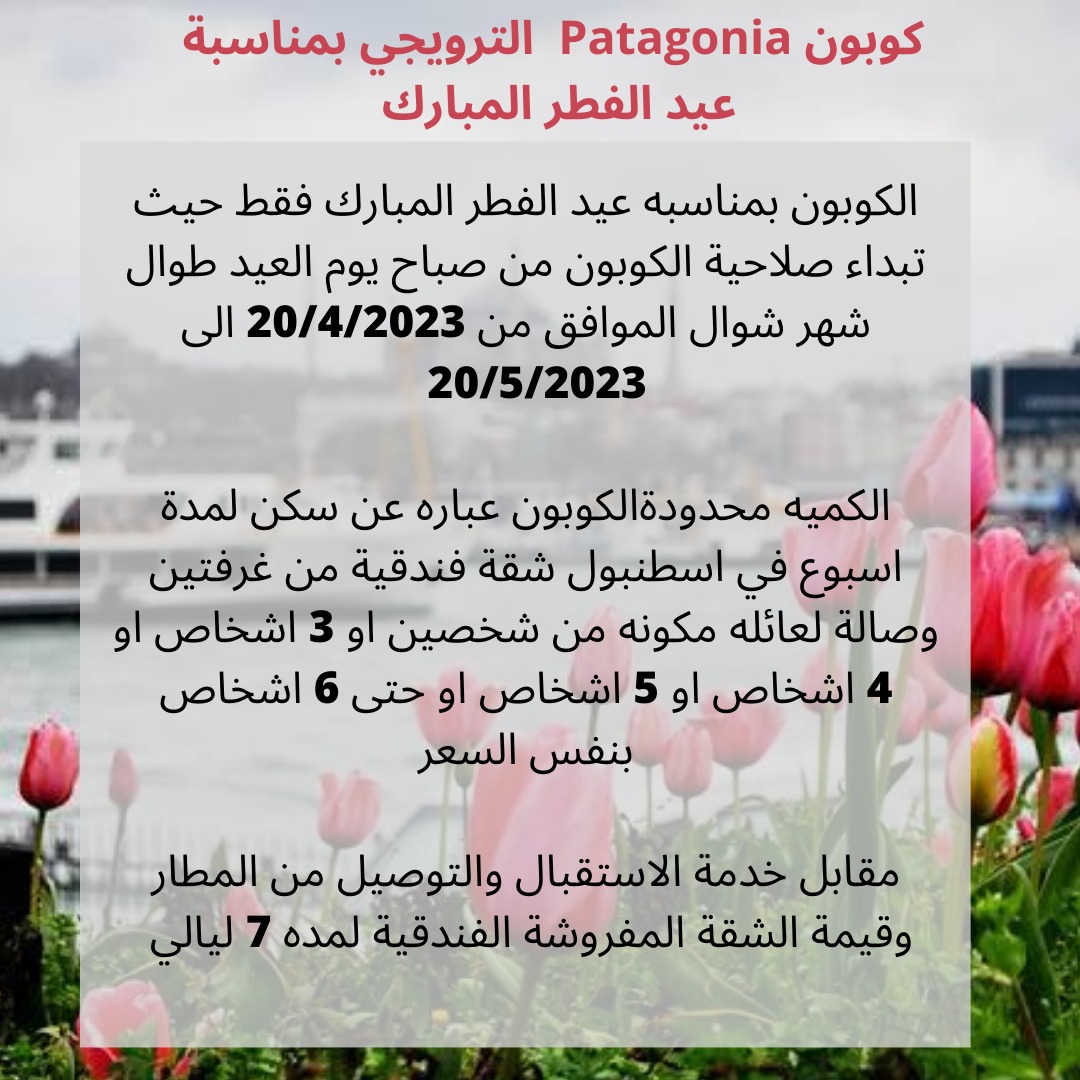 كوبون Patagonia الترويجي بمناسبة
عيد الفطر المبارك
الكوبون بمناسبه عيد الفطر المبارك فقط حيث
تبداء صلاحية الكوبون من صباح يوم العيد طوال
شهر شوال الموافق من 20/4/2023 الى
20/5/2023
الكميه محدودةالكوبون عباره عن سكن لمدة
اسبوع في اسطنبول شقة فندقية من غرفتين
وصالة لعائله مكونه من شخصين او 3 اشخاص او
4 اشخاص او 5 اشخاص او حتى 6 اشخاص
بنفس السعر
مقابل خدمة الاستقبال والتوصيل من المطار
وقيمة الشقة المفروشة الفندقية لمده 7 ليالي